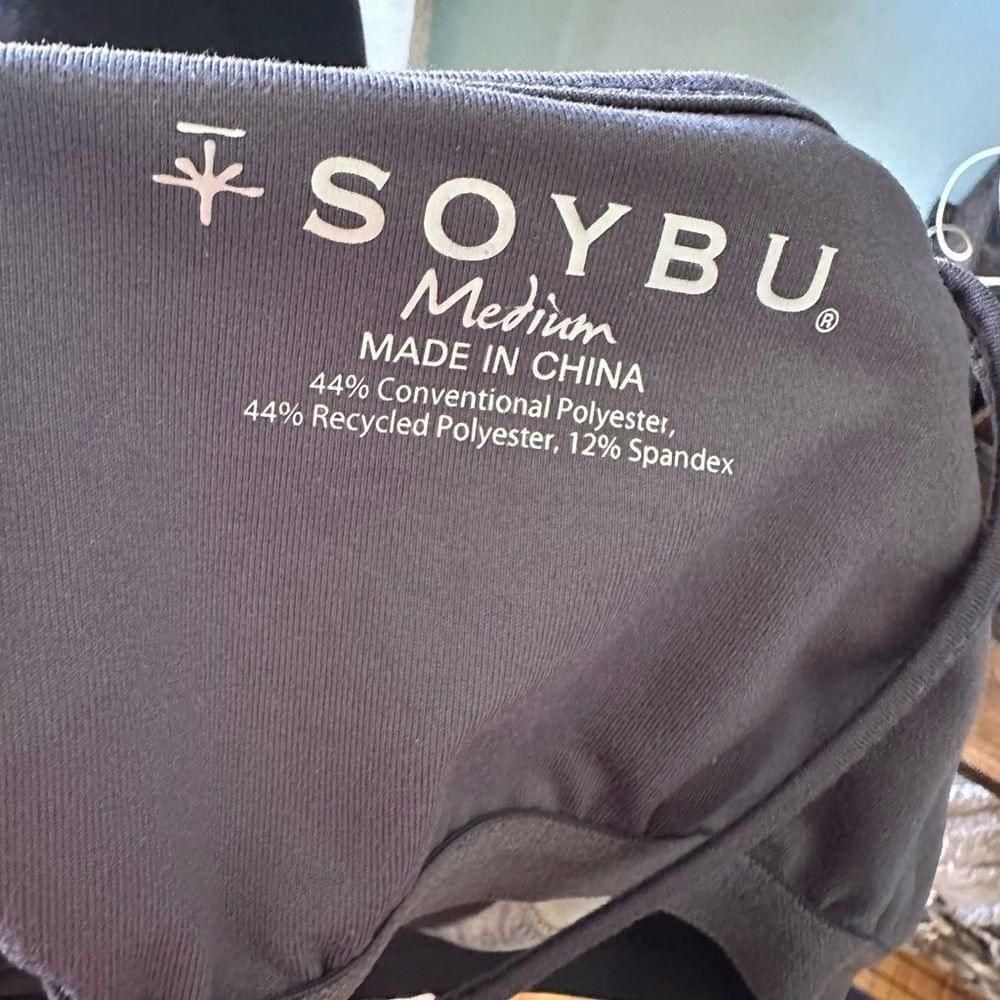 SOYBU®
Medium
MADE IN CHINA
44% Conventional Polyester,
44% Recycled Polyester, 12% Spandex